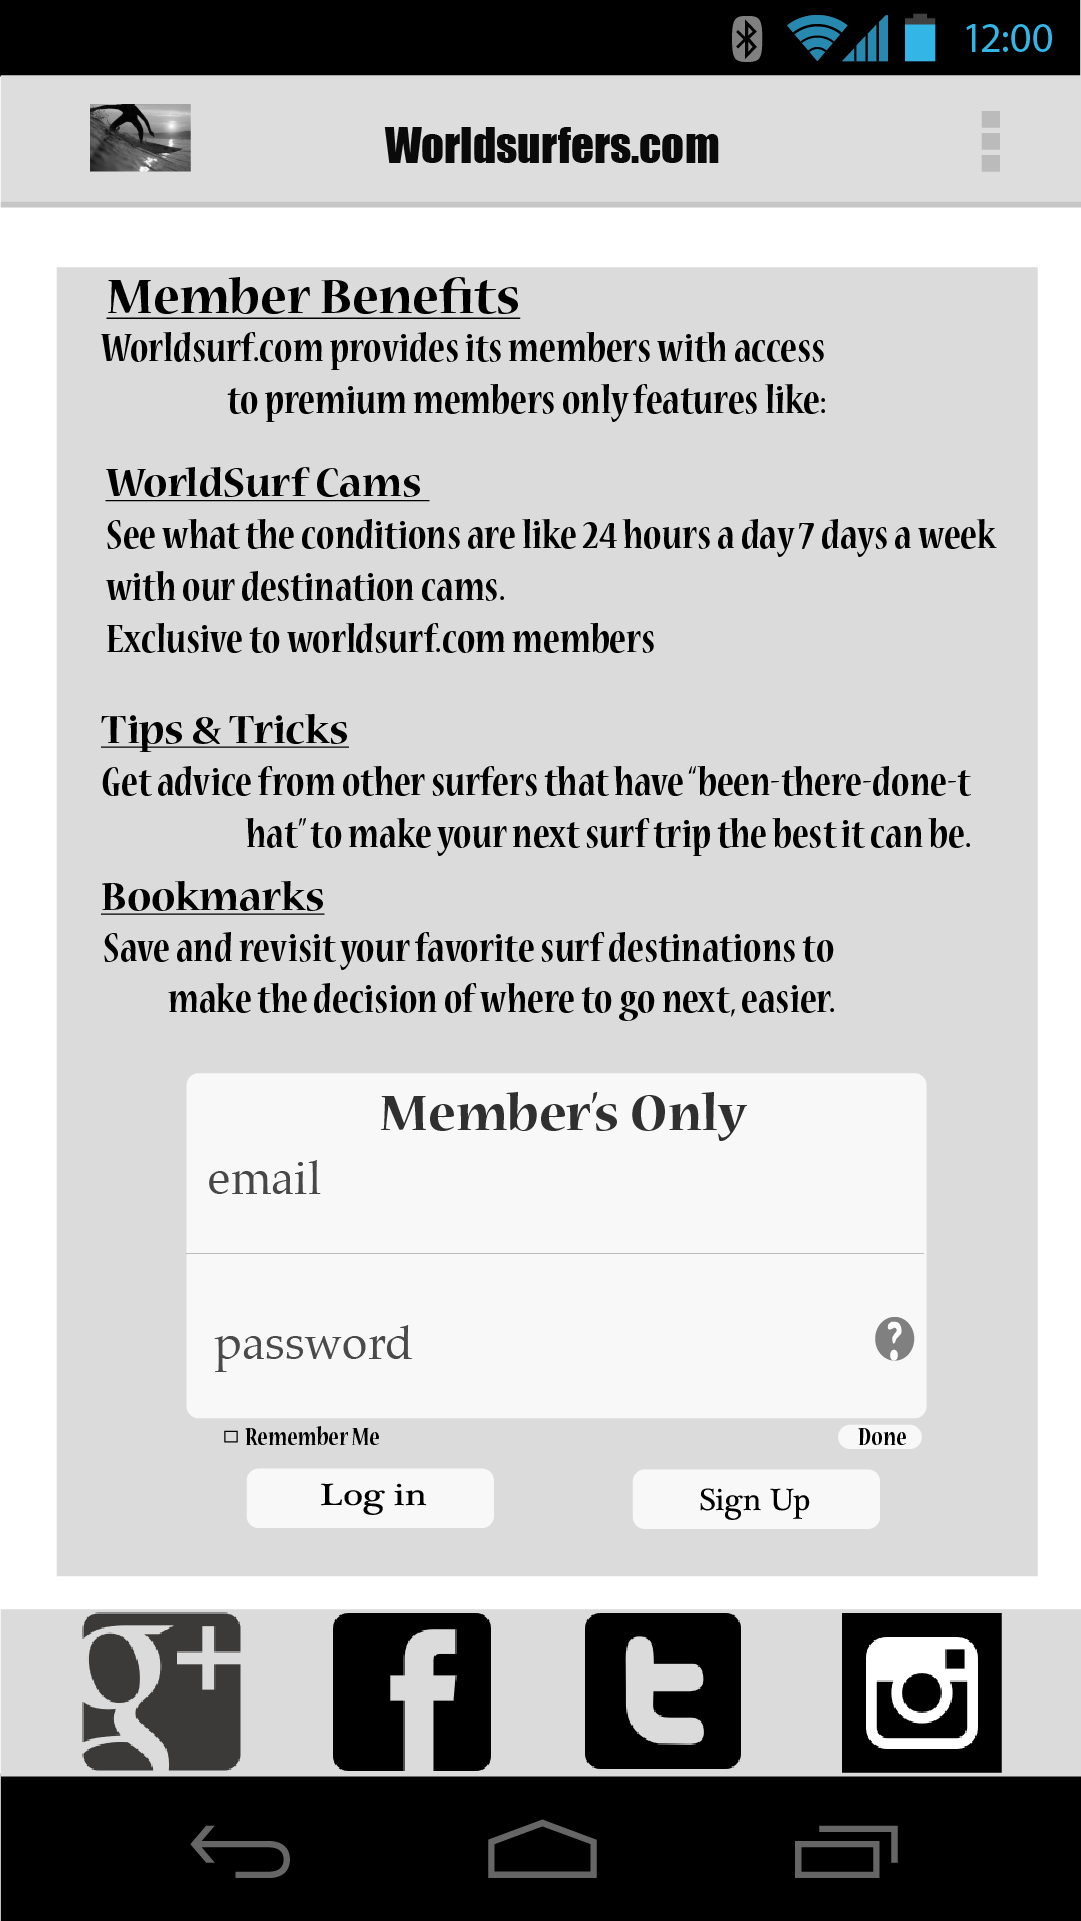 12:00
Worldsurfers.com
Member Benefits
Worldsurf.com provides its members with access
to premium members only features like:
WorldSurf Cams
See what the conditions are like 24 hours a day 7 days a week
with our destination cams.
Exclusive to worldsurf.com members
Tips & Tricks
Get advice from other surfers that have “been-there-done-t
hat” to make your next surf trip the best it can be.
Bookmarks
Save and revisit your favorite surf destinations to
make the decision of where to go next, easier.
Member’s Only
email
password
?
Remember Me
Done
Log in
Sign Up
g+
f
t